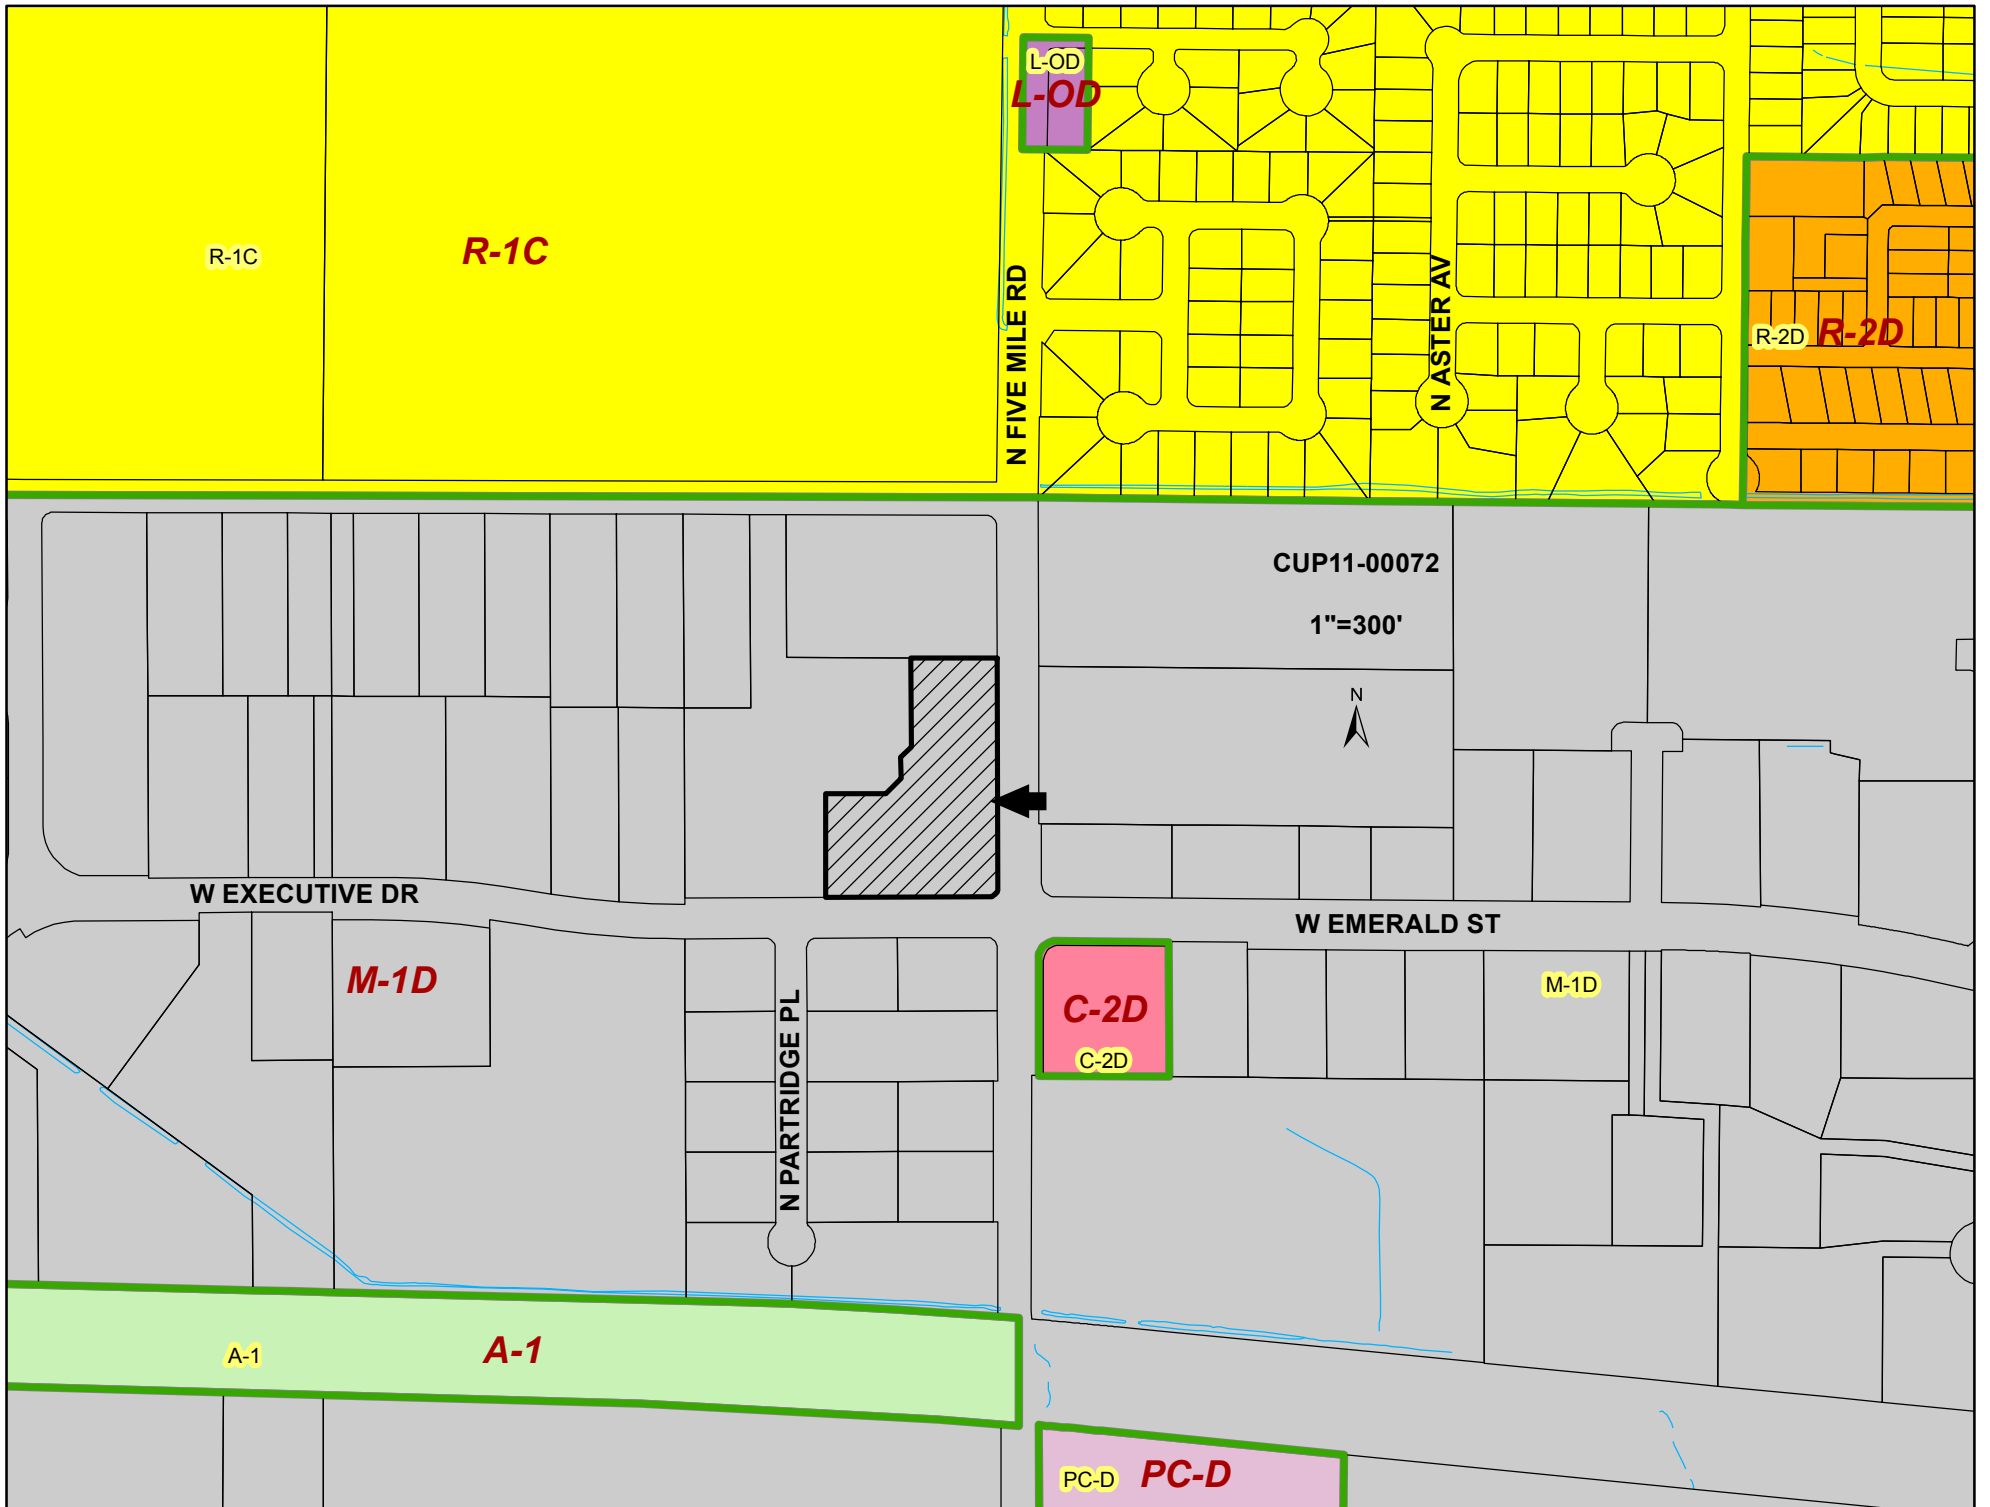 L-OD
L-OD
R-1C
R-1C
N FIVE MILE RD
N ASTER AV
R-2D
R-2D
CUP11-00072
1"=300'
N
W EXECUTIVE DR
W EMERALD ST
M-1D
M-1D
C-2D
C-2D
N PARTRIDGE PL
A-1
A-1
PC-D
PC-D